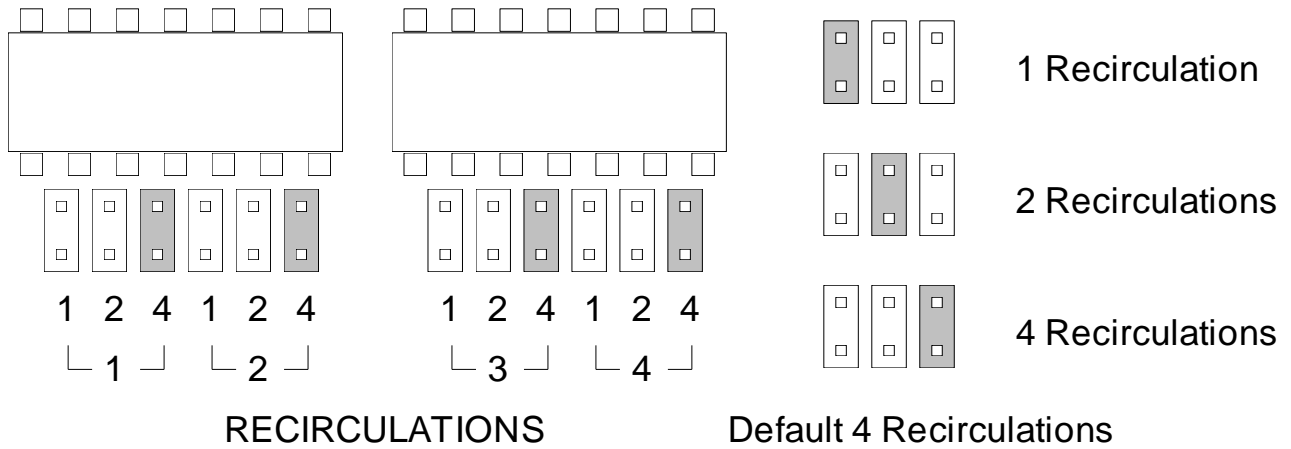 1 Recirculation
2 Recirculations
4 Recirculations
1 2 4 1 2 4 1 2 4 1 2 4
1 2 3 4
RECIRCULATIONS Default 4 Recirculations